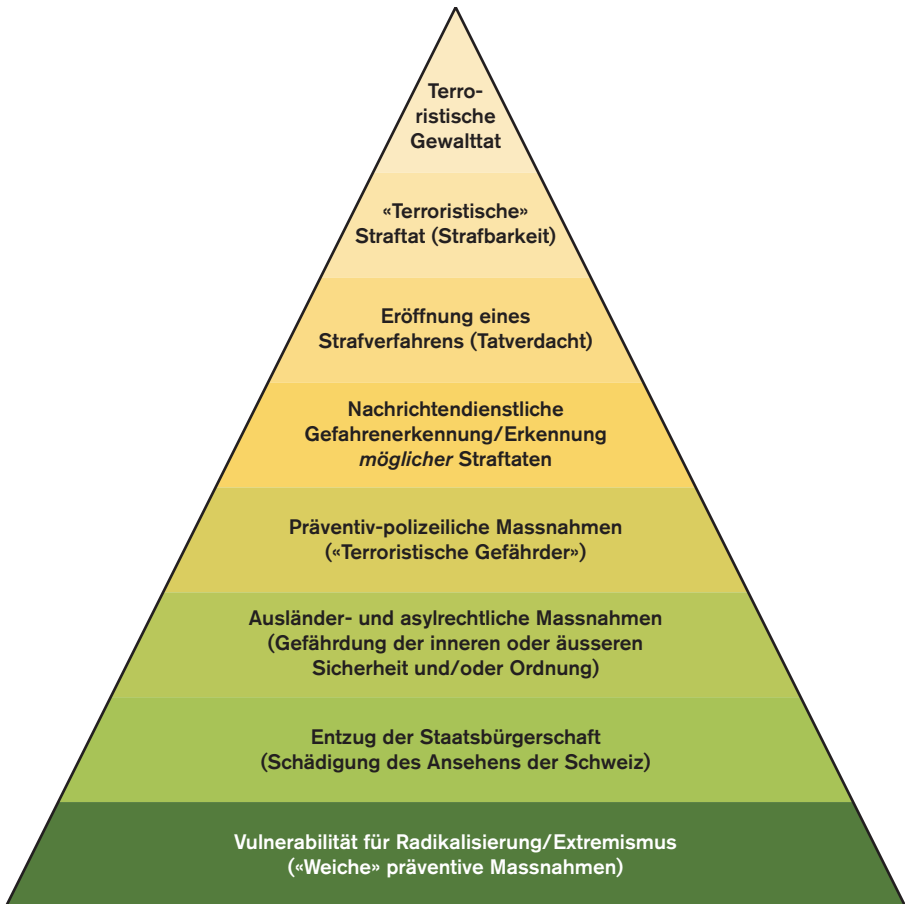 Terro-
ristische
Gewalttat
«Terroristische»
Straftat (Strafbarkeit)
Eröffnung eines
Strafverfahrens (Tatverdacht)
Nachrichtendienstliche
Gefahrenerkennung/Erkennung
möglicher Straftaten
Präventiv-polizeiliche Massnahmen
(«Terroristische Gefährder»)
Ausländer- und asylrechtliche Massnahmen
(Gefährdung der inneren oder äusseren
Sicherheit und/oder Ordnung)
Entzug der Staatsbürgerschaft
(Schädigung des Ansehens der Schweiz)
Vulnerabilität für Radikalisierung/Extremismus
(«Weiche» präventive Massnahmen)